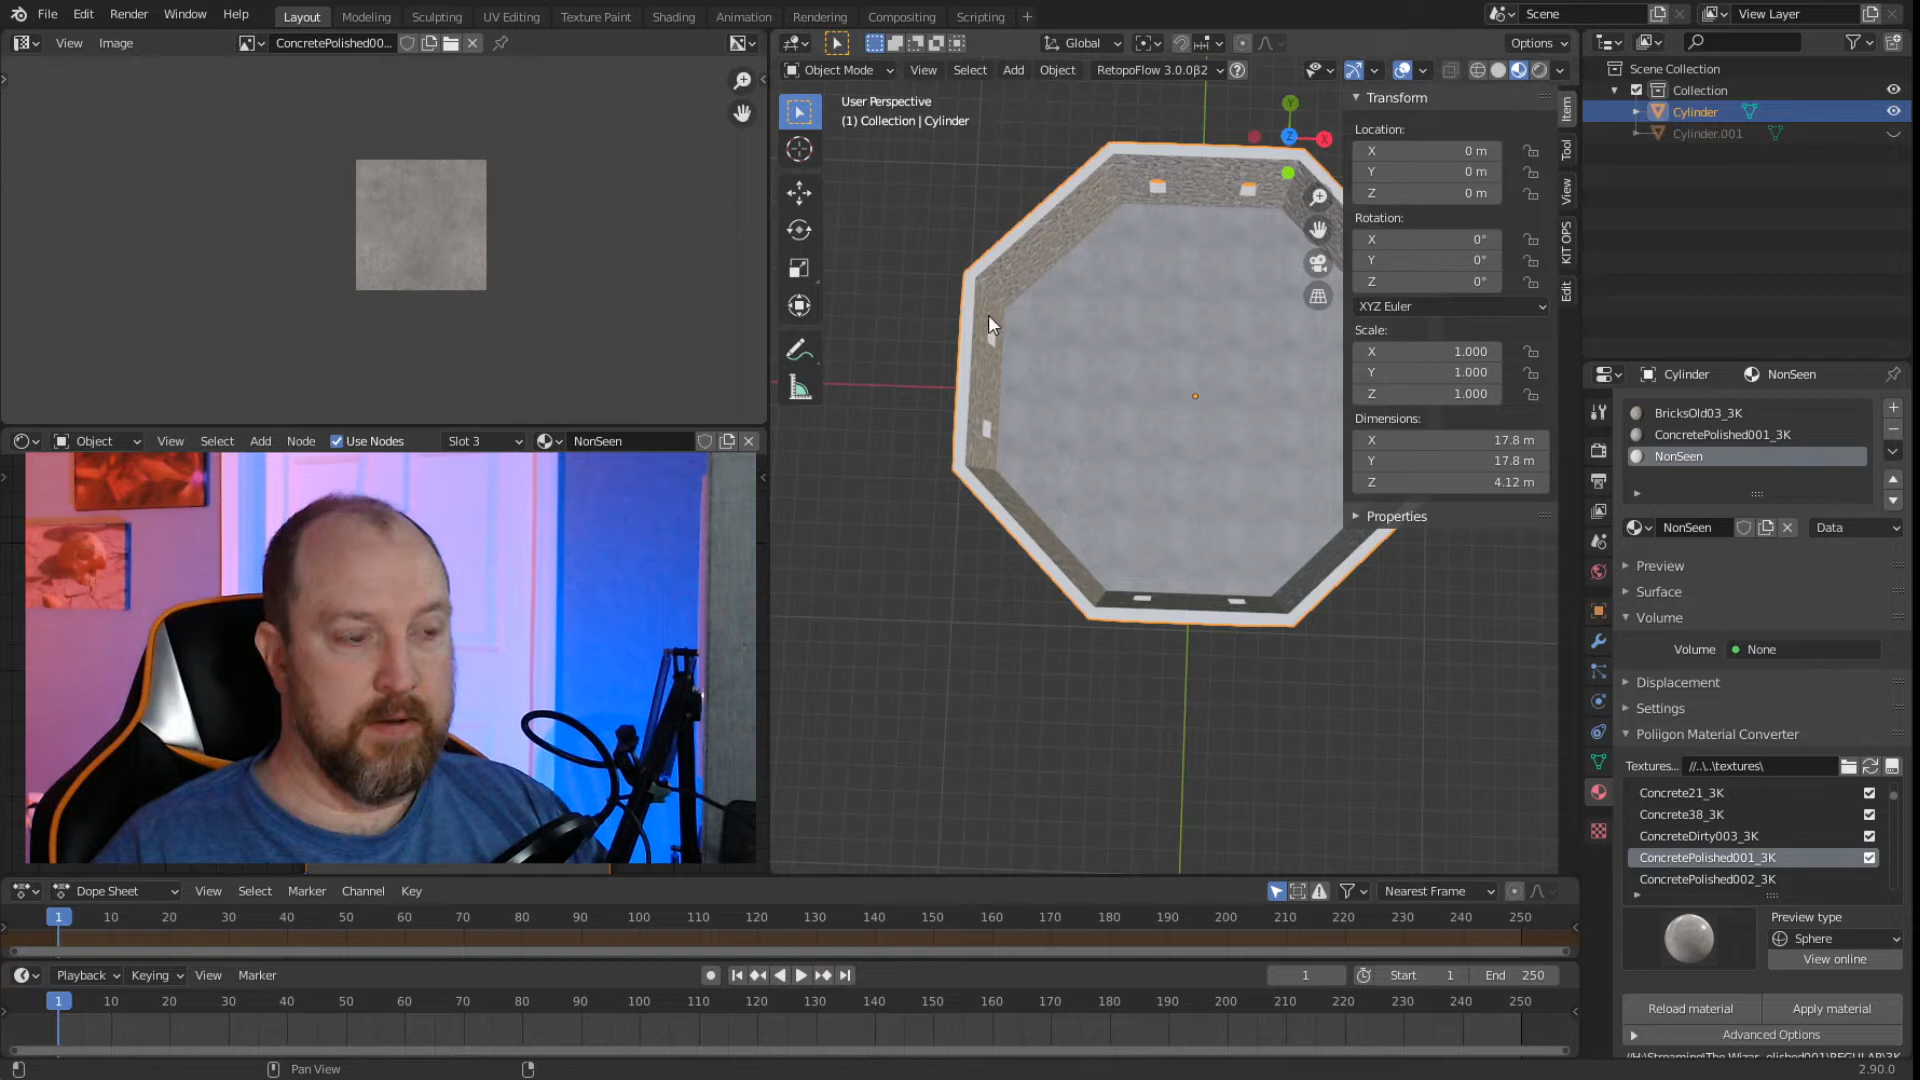 File Edit Render Window Help Layout Modeling Sculpting UV Editing Texture Paint Shading Animation Rendering Compositing Scripting + Scene View Layer
View Image ConcretePolished00... Global Options
Object Mode View Select Add Object RetopoFlow 3.0.0β2
User Perspective
(1) Collection | Cylinder
Transform
Location:
X 0 m
Y 0 m
Z 0 m
Rotation:
X 0°
Y 0°
Z 0°
XYZ Euler
Scale:
X 1.000
Y 1.000
Z 1.000
Dimensions:
X 17.8 m
Y 17.8 m
Z 4.12 m
Properties
Item
Tool
View
KIT OPS
Edit
Y
Z
X
Scene Collection
Collection
Cylinder
Cylinder.001
Cylinder NonSeen
BricksOld03_3K
ConcretePolished001_3K
NonSeen
NonSeen Data
Preview
Surface
Volume
Volume None
Displacement
Settings
Poliigon Material Converter
Textures... //..\..\textures\
Concrete21_3K
Concrete38_3K
ConcreteDirty003_3K
ConcretePolished001_3K
ConcretePolished002_3K
Preview type
Sphere
View online
Reload material Apply material
Advanced Options
Object View Select Add Node Use Nodes Slot 3 NonSeen
Dope Sheet View Select Marker Channel Key Nearest Frame
1 10 20 30 40 50 60 70 80 90 100 110 120 130 140 150 160 170 180 190 200 210 220 230 240 250
Playback Keying View Marker 1 Start 1 End 250
1 10 20 30 40 50 60 70 80 90 100 110 120 130 140 150 160 170 180 190 200 210 220 230 240 250
Pan View 2.90.0